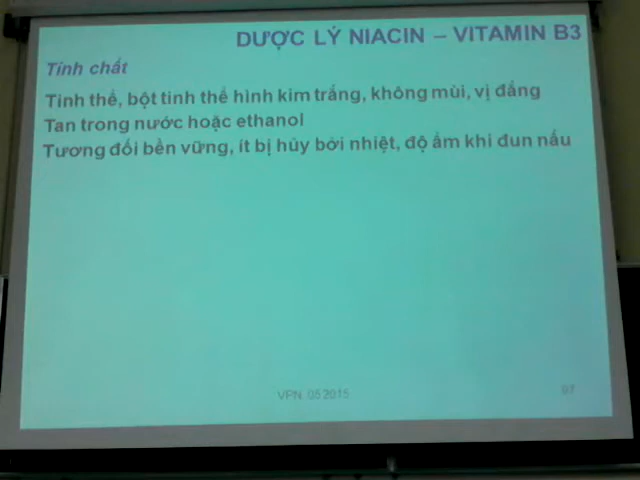 DƯỢC LÝ NIACIN – VITAMIN B3
Tính chất
Tinh thể, bột tinh thể hình kim trắng, không mùi, vị đắng
Tan trong nước hoặc ethanol
Tương đối bền vững, ít bị hủy bởi nhiệt, độ ẩm khi đun nấu
VPN 05 2015
97